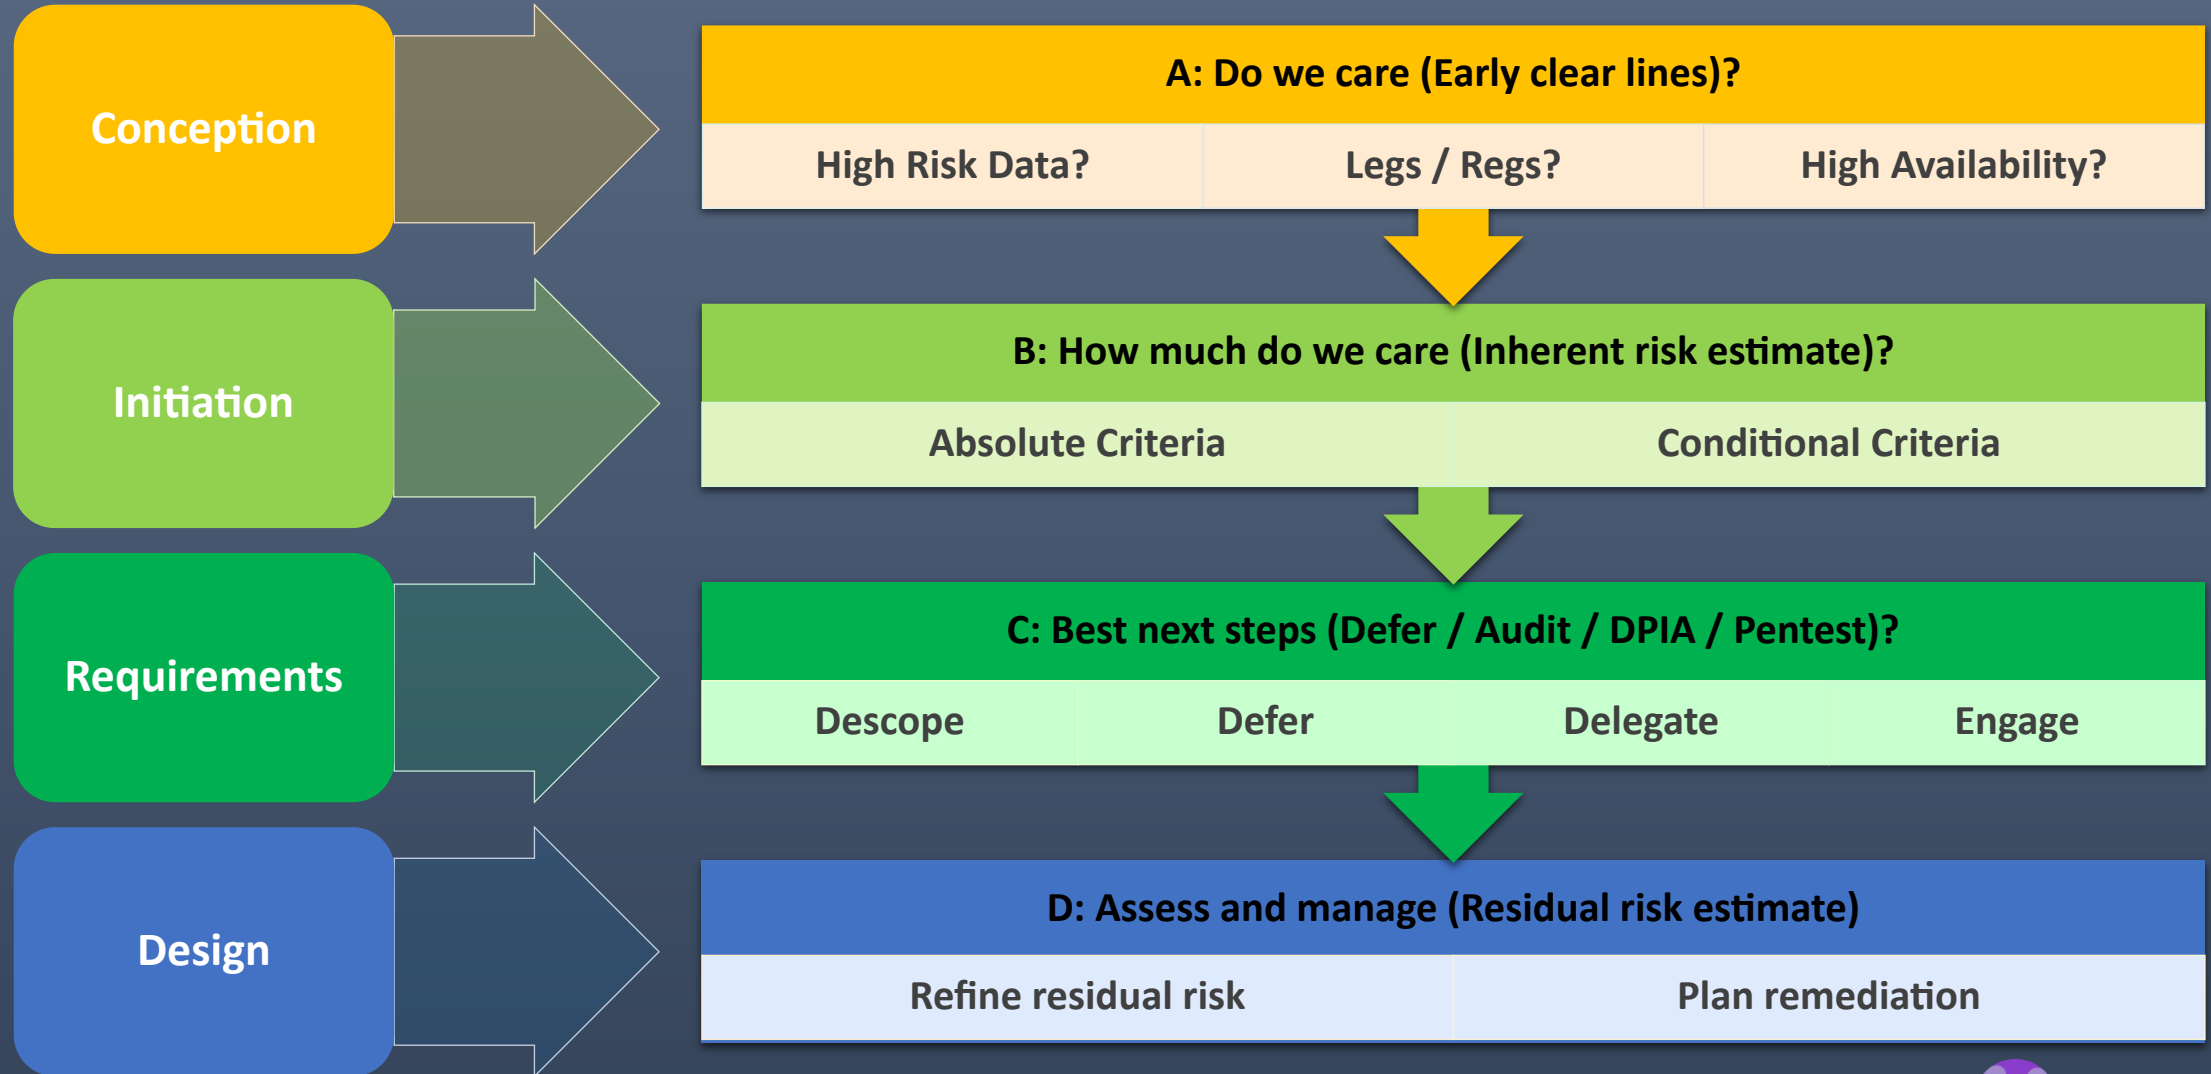 Conception
A: Do we care (Early clear lines)?
High Risk Data?
Legs / Regs?
High Availability?
Initiation
B: How much do we care (Inherent risk estimate)?
Absolute Criteria
Conditional Criteria
Requirements
C: Best next steps (Defer / Audit / DPIA / Pentest)?
Descope
Defer
Delegate
Engage
Design
D: Assess and manage (Residual risk estimate)
Refine residual risk
Plan remediation